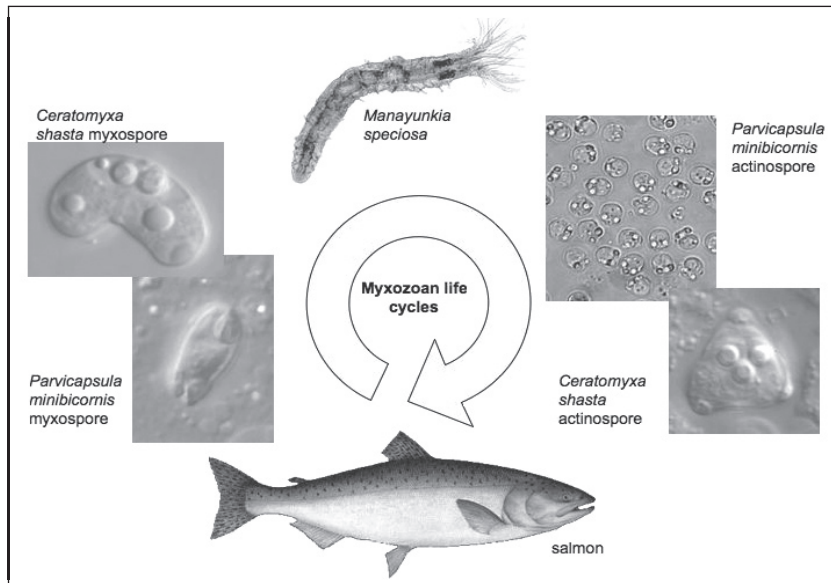 Ceratomyxa
shasta myxospore
Manayunkia
speciosa
Parvicapsula
minibicornis
actinospore
Myxozoan life
cycles
Parvicapsula
minibicornis
myxospore
Ceratomyxa
shasta
actinospore
salmon